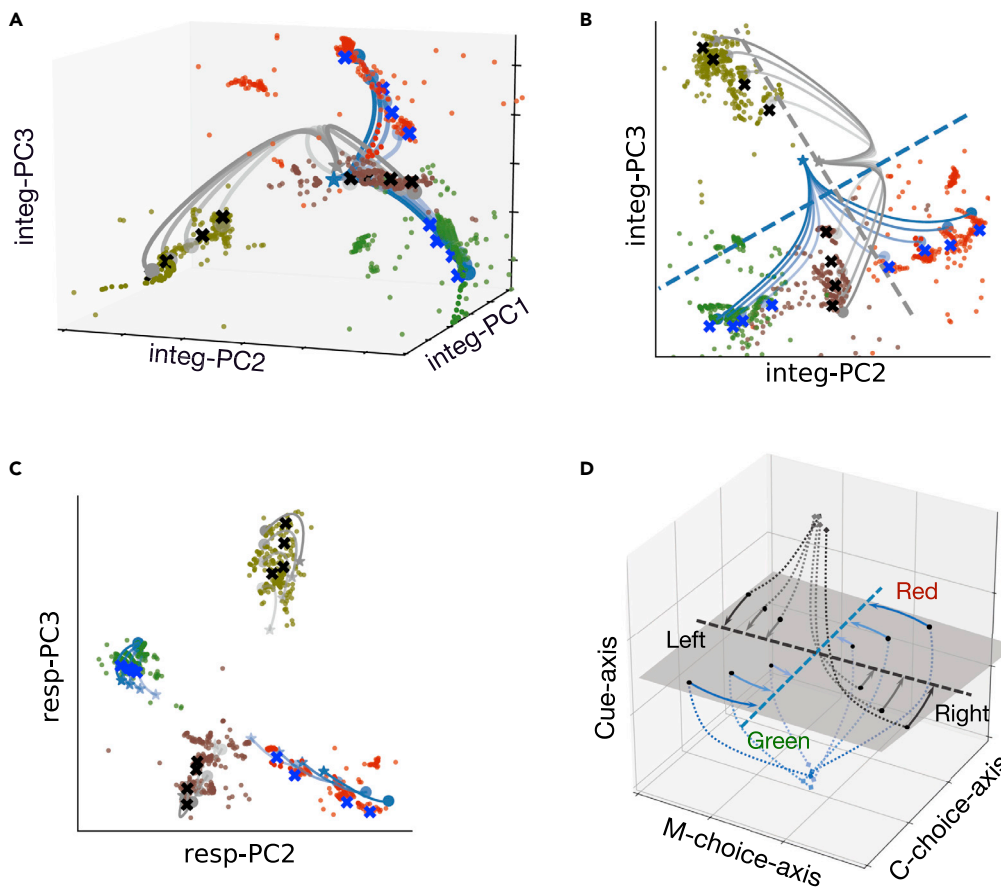 A
integ-PC3
integ-PC2
integ-PC1
B
integ-PC3
integ-PC2
C
resp-PC3
resp-PC2
D
Red
Left
Right
Green
Cue-axis
M-choice-axis
C-choice-axis